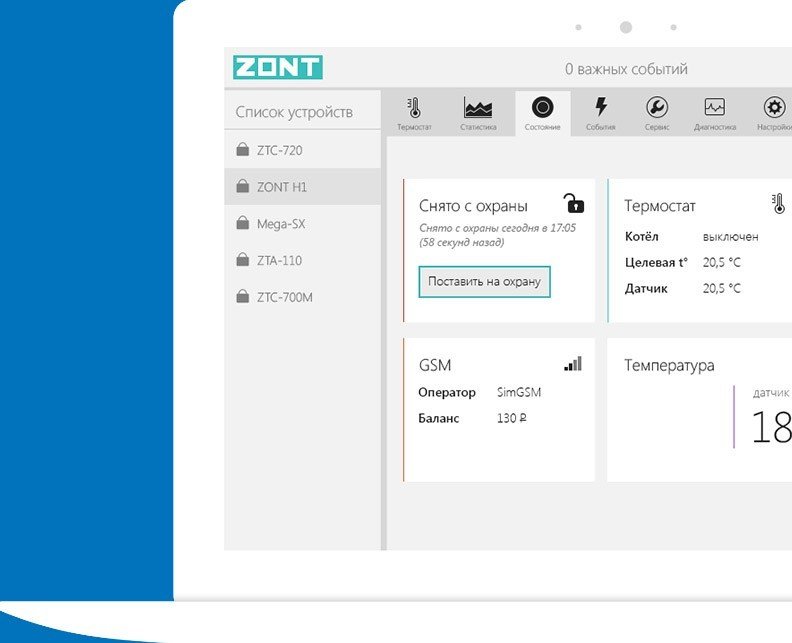 ZONT
0 важных событий
Список устройств
ZTC-720
ZONT H1
Mega-SX
ZTA-110
ZTC-700M
Термостат
Статистика
Состояние
События
Сервис
Диагностика
Настройки
Снято с охраны
Снято с охраны сегодня в 17:05
(58 секунд назад)
Поставить на охрану
Термостат
Котёл выключен
Целевая t° 20,5 °C
Датчик 20,5 °C
GSM
Оператор SimGSM
Баланс 130 ₽
Температура
датчик
18